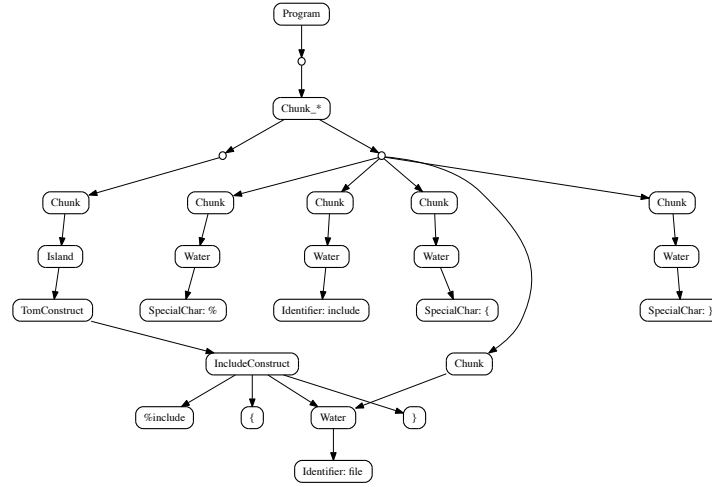 Program
Chunk_*
Chunk
Chunk
Chunk
Chunk
Chunk
Island
Water
Water
Water
Water
TomConstruct
SpecialChar: %
Identifier: include
SpecialChar: {
SpecialChar: }
IncludeConstruct
Chunk
%include
{
Water
}
Identifier: file